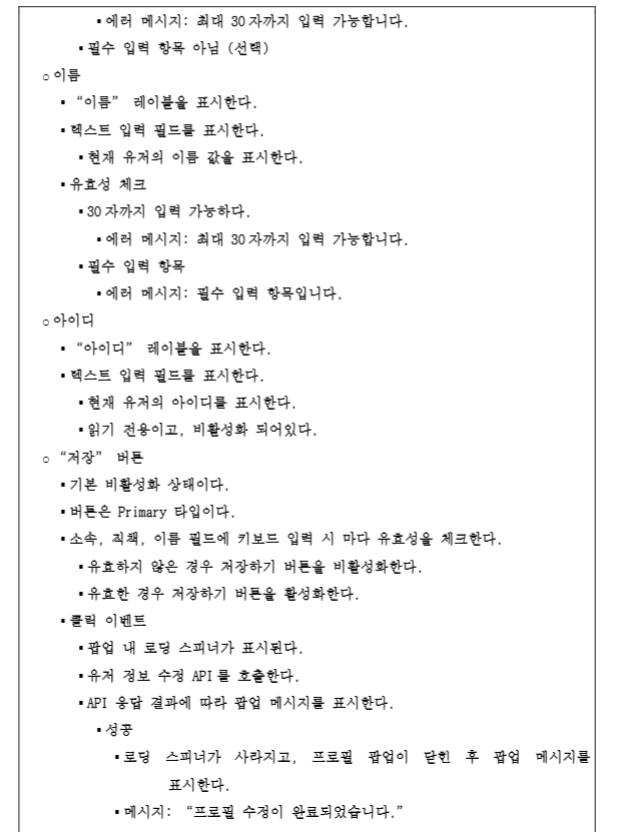 ▪에러 메시지: 최대 30자까지 입력 가능합니다.
▪필수 입력 항목 아님 (선택)
○이름
▪“이름” 레이블을 표시한다.
▪텍스트 입력 필드를 표시한다.
▪현재 유저의 이름 값을 표시한다.
▪유효성 체크
▪30자까지 입력 가능하다.
▪에러 메시지: 최대 30자까지 입력 가능합니다.
▪필수 입력 항목
▪에러 메시지: 필수 입력 항목입니다.
○아이디
▪“아이디” 레이블을 표시한다.
▪텍스트 입력 필드를 표시한다.
▪현재 유저의 아이디를 표시한다.
▪읽기 전용이고, 비활성화 되어있다.
○“저장” 버튼
▪기본 비활성화 상태이다.
▪버튼은 Primary 타입이다.
▪소속, 직책, 이름 필드에 키보드 입력 시 마다 유효성을 체크한다.
▪유효하지 않은 경우 저장하기 버튼을 비활성화한다.
▪유효한 경우 저장하기 버튼을 활성화한다.
▪클릭 이벤트
▪팝업 내 로딩 스피너가 표시된다.
▪유저 정보 수정 API를 호출한다.
▪API 응답 결과에 따라 팝업 메시지를 표시한다.
▪성공
▪로딩 스피너가 사라지고, 프로필 팝업이 닫힌 후 팝업 메시지를
표시한다.
▪메시지: “프로필 수정이 완료되었습니다.”